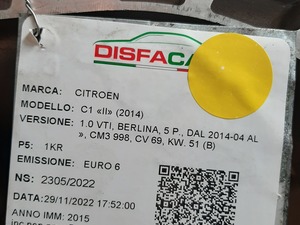 DISFACA
MARCA: CITROEN
MODELLO: C1 «II» (2014)
VERSIONE: 1.0 VTI, BERLINA, 5 P., DAL 2014-04 AL
», CM3 998, CV 69, KW. 51 (B)
P5: 1KR
EMISSIONE: EURO 6
NS: 2305/2022
DATA:29/11/2022 17:52:00
ANNO IMM: 2015